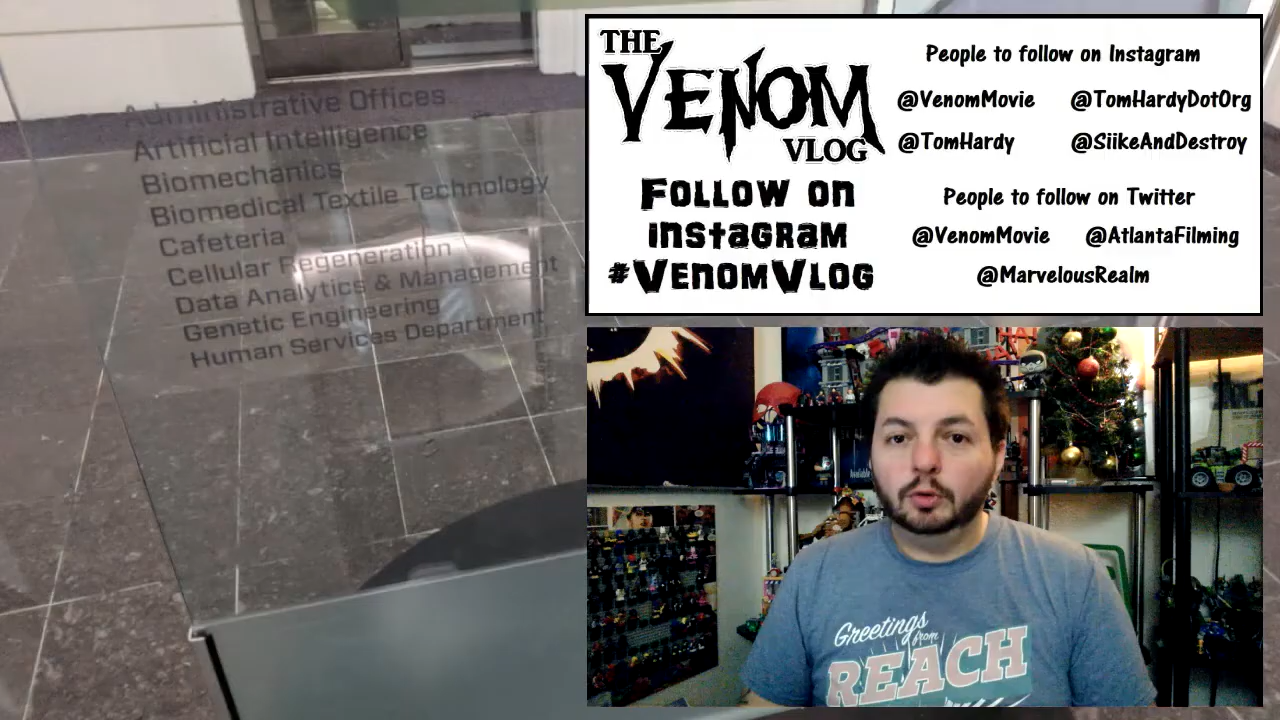 Administrative Offices
Artificial Intelligence
Biomechanics
Biomedical Textile Technology
Cafeteria
Cellular Regeneration
Data Analytics & Management
Genetic Engineering
Human Services Department
THE
VENOM
VLOG
FOLLOW ON
INSTAGRAM
#VENOMVLOG
People to follow on Instagram
@VenomMovie @TomHardyDotOrg
@TomHardy @SiikeAndDestroy
People to follow on Twitter
@VenomMovie @AtlantaFilming
@MarvelousRealm
Greetings
from
REACH